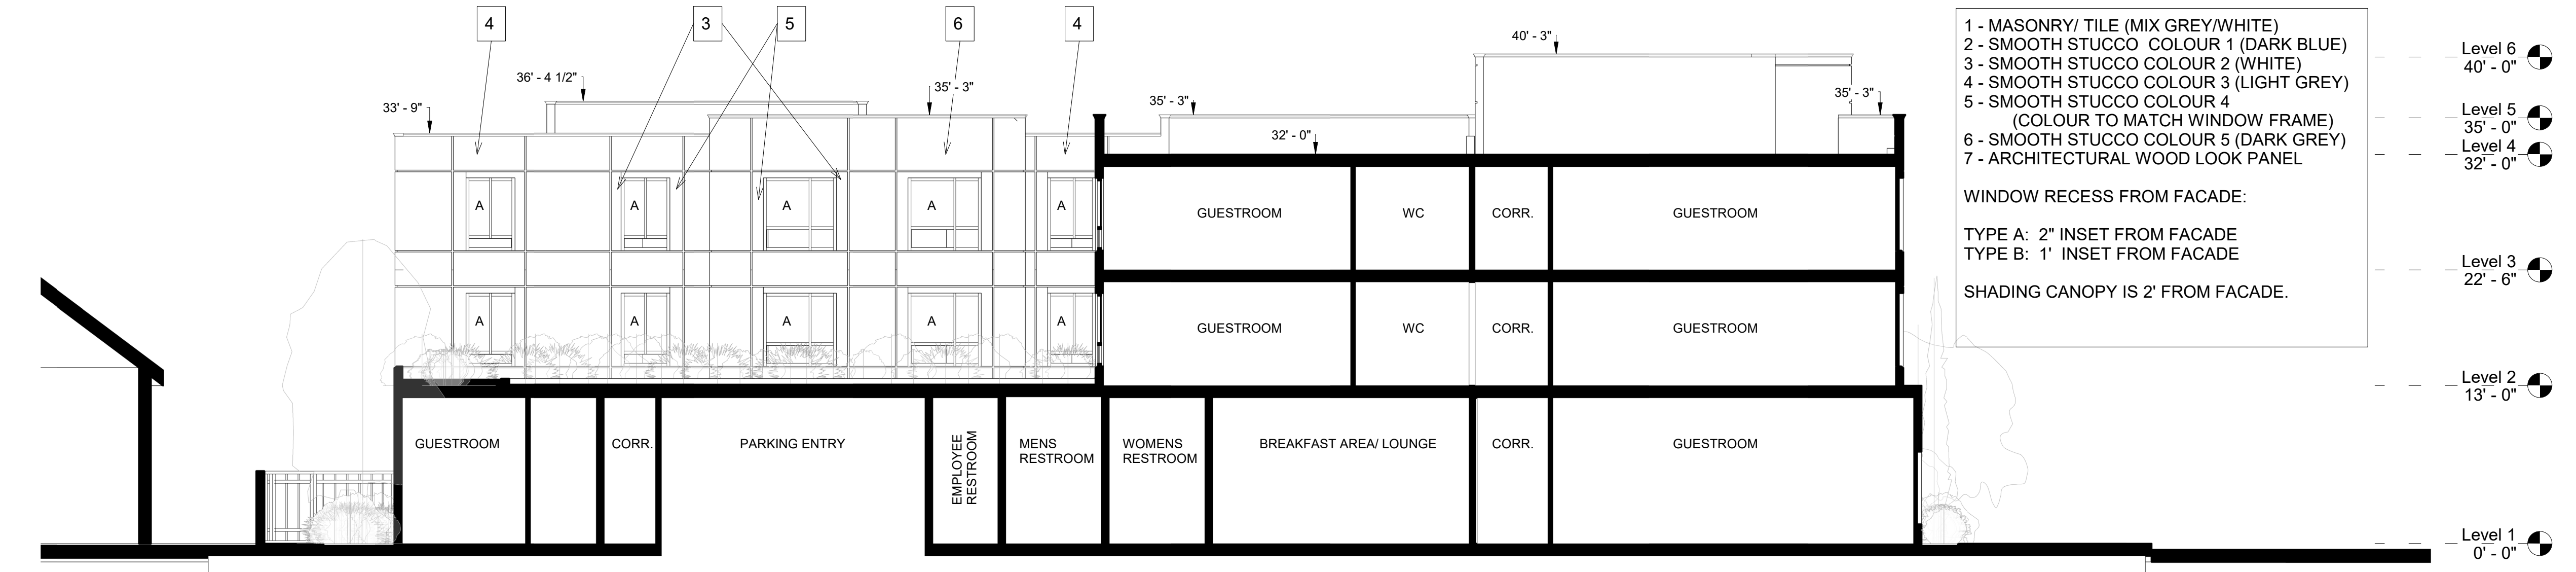 4
3
5
6
4
40' - 3"
36' - 4 1/2"
35' - 3"
33' - 9"
35' - 3"
35' - 3"
32' - 0"
1 - MASONRY/ TILE (MIX GREY/WHITE)
2 - SMOOTH STUCCO COLOUR 1 (DARK BLUE)
3 - SMOOTH STUCCO COLOUR 2 (WHITE)
4 - SMOOTH STUCCO COLOUR 3 (LIGHT GREY)
5 - SMOOTH STUCCO COLOUR 4
(COLOUR TO MATCH WINDOW FRAME)
6 - SMOOTH STUCCO COLOUR 5 (DARK GREY)
7 - ARCHITECTURAL WOOD LOOK PANEL
WINDOW RECESS FROM FACADE:
TYPE A: 2" INSET FROM FACADE
TYPE B: 1' INSET FROM FACADE
SHADING CANOPY IS 2' FROM FACADE.
Level 6
40' - 0"
Level 5
35' - 0"
Level 4
32' - 0"
Level 3
22' - 6"
Level 2
13' - 0"
Level 1
0' - 0"
A
A
A
A
A
GUESTROOM
WC
CORR.
GUESTROOM
A
A
A
A
A
GUESTROOM
WC
CORR.
GUESTROOM
GUESTROOM
CORR.
PARKING ENTRY
EMPLOYEE
RESTROOM
MENS
RESTROOM
WOMENS
RESTROOM
BREAKFAST AREA/ LOUNGE
CORR.
GUESTROOM